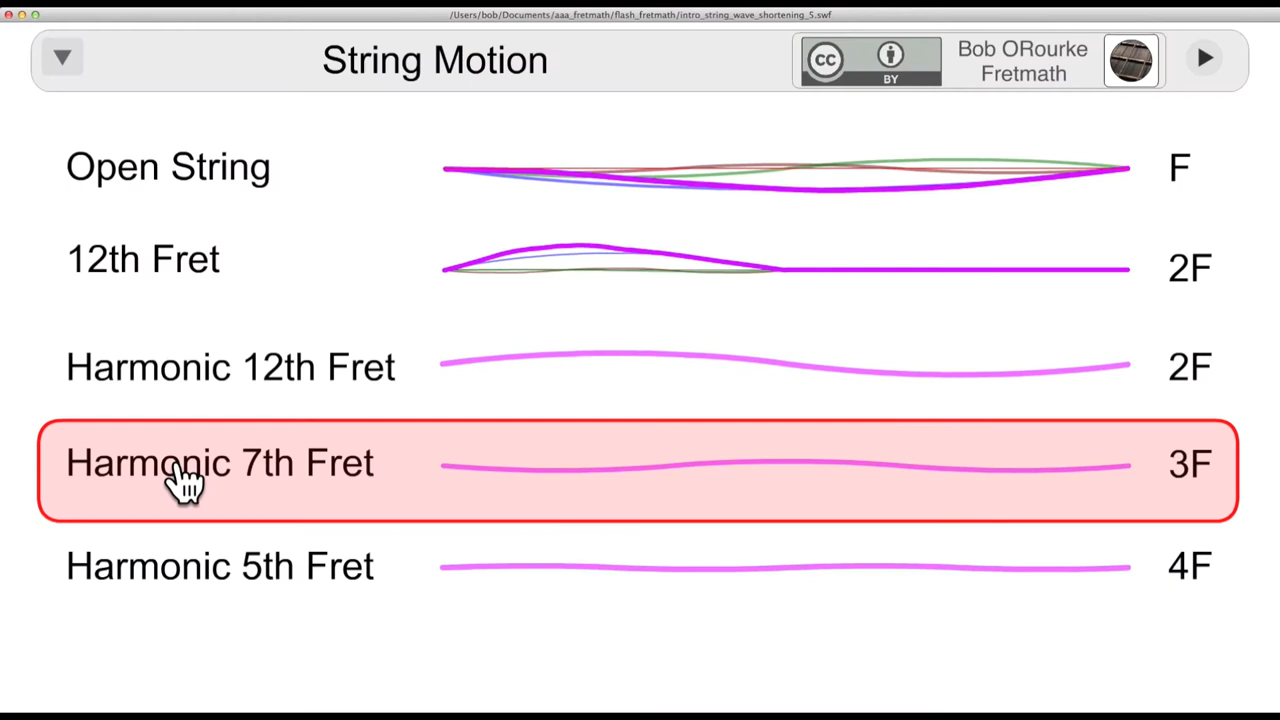 /Users/bob/Documents/aaa_fretmath/flash_fretmath/intro_string_wave_shortening_5.swf
String Motion
cc
BY
Bob ORourke
Fretmath
Open String
F
12th Fret
2F
Harmonic 12th Fret
2F
Harmonic 7th Fret
3F
Harmonic 5th Fret
4F